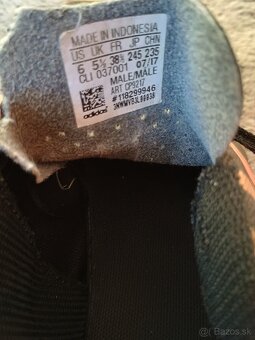 MADE IN INDONESIA
US UK FR JP CHN
6 5½ 38⅔ 245 235
CLI 037001 07/17
MALE/MALE
ART CP9217
#118299946
adidas
Bazos.sk